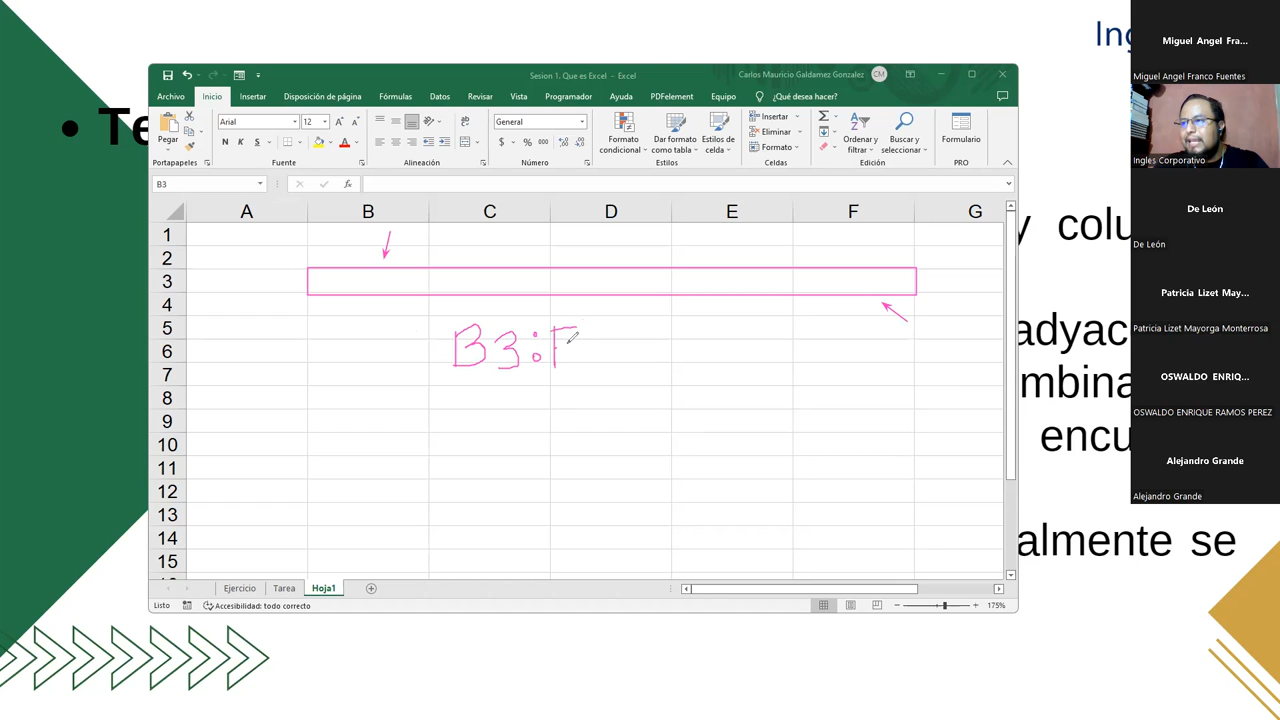 Ing
Te
y colu
adyac
mbina
encu
almente se
Sesion 1. Que es Excel - Excel
Carlos Mauricio Galdamez Gonzalez
CM
Archivo Inicio Insertar Disposición de página Fórmulas Datos Revisar Vista Programador Ayuda PDFelement Equipo ¿Qué desea hacer?
Pegar
Arial 12
N K S
General
$ % 000
Formato condicional
Dar formato como tabla
Estilos de celda
Insertar
Eliminar
Formato
Ordenar y filtrar
Buscar y seleccionar
Formulario
Portapapeles Fuente Alineación Número Estilos Celdas Edición PRO
B3 fx
A B C D E F G
1
2
3
4
5
6
7
8
9
10
11
12
13
14
15
B3:F
Ejercicio Tarea Hoja1
Listo Accesibilidad: todo correcto 175%
Miguel Angel Fra...
Miguel Angel Franco Fuentes
Ingles Corporativo
De León
De León
Patricia Lizet May...
Patricia Lizet Mayorga Monterrosa
OSWALDO ENRIQ...
OSWALDO ENRIQUE RAMOS PEREZ
Alejandro Grande
Alejandro Grande